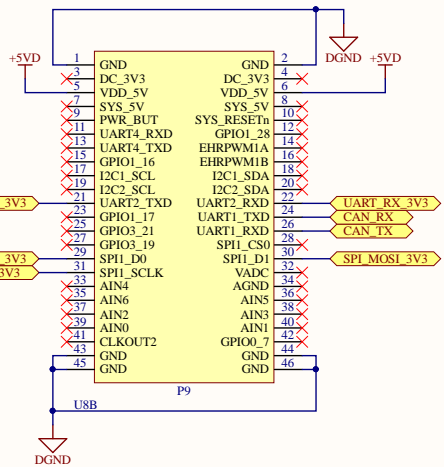 DGND
+5VD
+5VD
1 GND GND 2
3 DC_3V3 DC_3V3 4
5 VDD_5V VDD_5V 6
7 SYS_5V SYS_5V 8
9 PWR_BUT SYS_RESETn 10
11 UART4_RXD GPIO1_28 12
13 UART4_TXD EHRPWM1A 14
15 GPIO1_16 EHRPWM1B 16
17 I2C1_SCL I2C1_SDA 18
19 I2C2_SCL I2C2_SDA 20
_3V3 21 UART2_TXD UART2_RXD 22 UART_RX_3V3
23 GPIO1_17 UART1_TXD 24 CAN_RX
25 GPIO3_21 UART1_RXD 26 CAN_TX
27 GPIO3_19 SPI1_CS0 28
_3V3 29 SPI1_D0 SPI1_D1 30 SPI_MOSI_3V3
3V3 31 SPI1_SCLK VADC 32
33 AIN4 AGND 34
35 AIN6 AIN5 36
37 AIN2 AIN3 38
39 AIN0 AIN1 40
41 CLKOUT2 GPIO0_7 42
43 GND GND 44
45 GND GND 46
P9
U8B
DGND